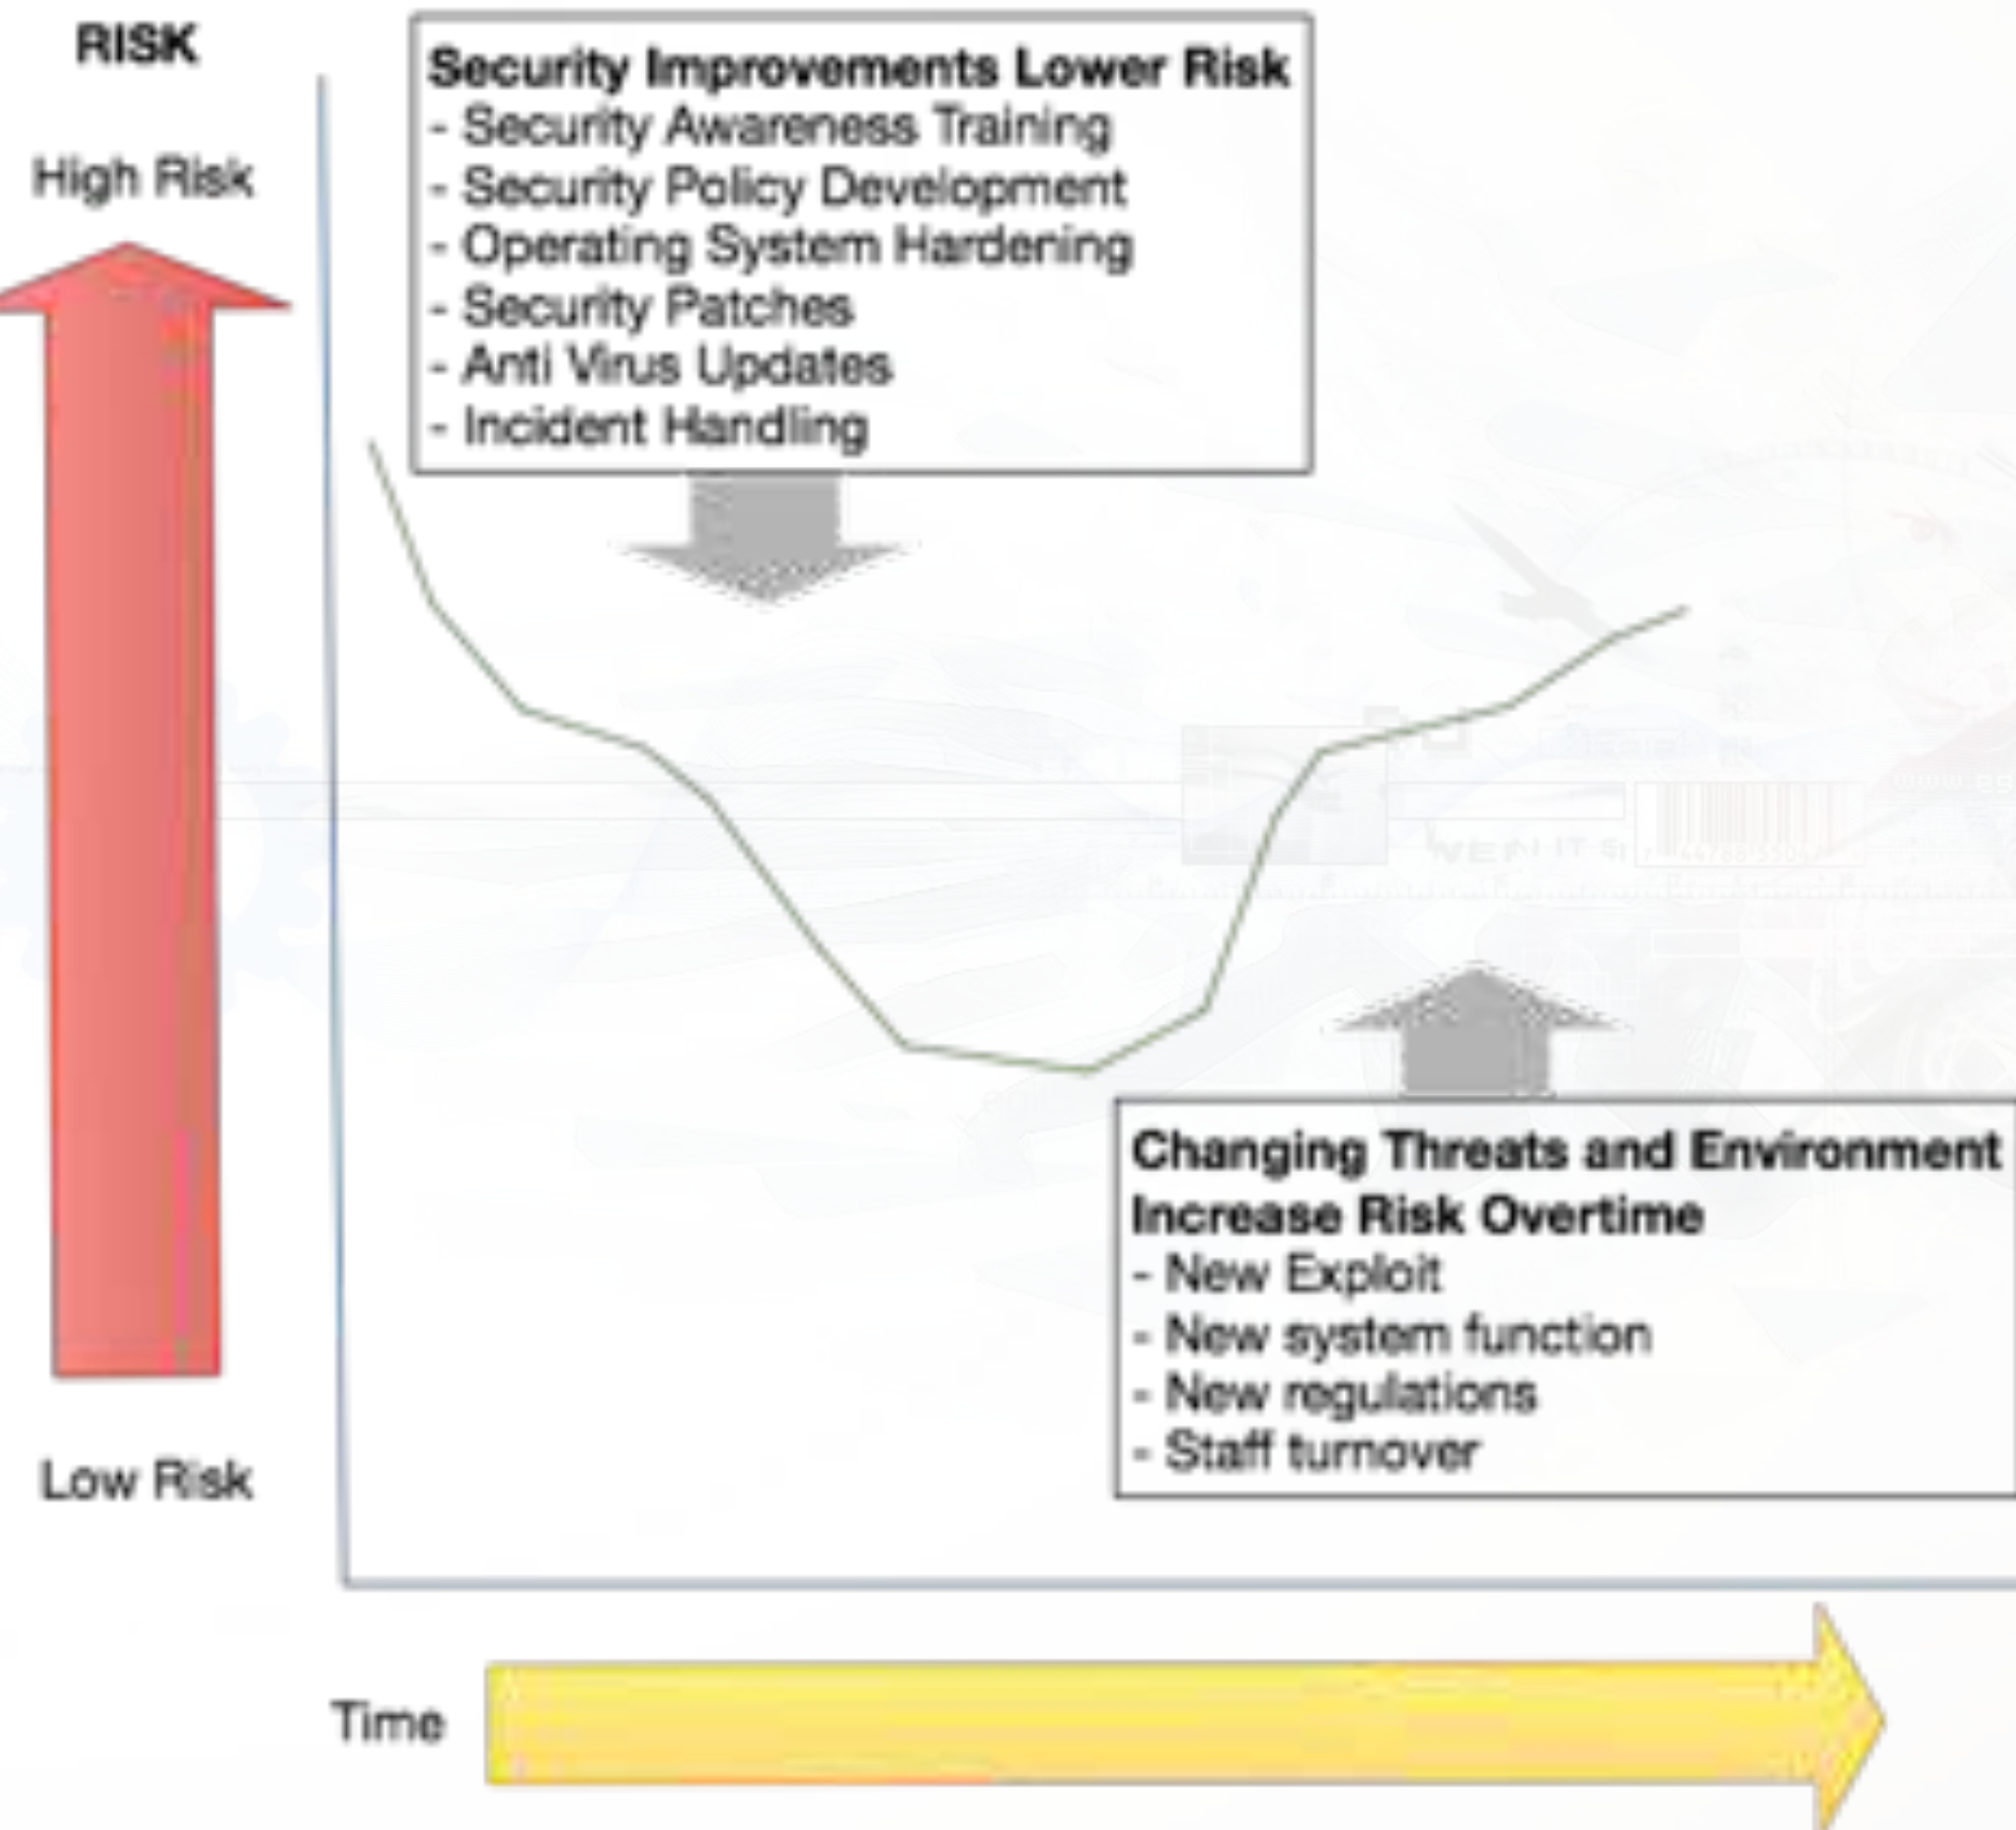 RISK
High Risk
Security Improvements Lower Risk
- Security Awareness Training
- Security Policy Development
- Operating System Hardening
- Security Patches
- Anti Virus Updates
- Incident Handling
Changing Threats and Environment
Increase Risk Overtime
- New Exploit
- New system function
- New regulations
- Staff turnover
Low Risk
Time